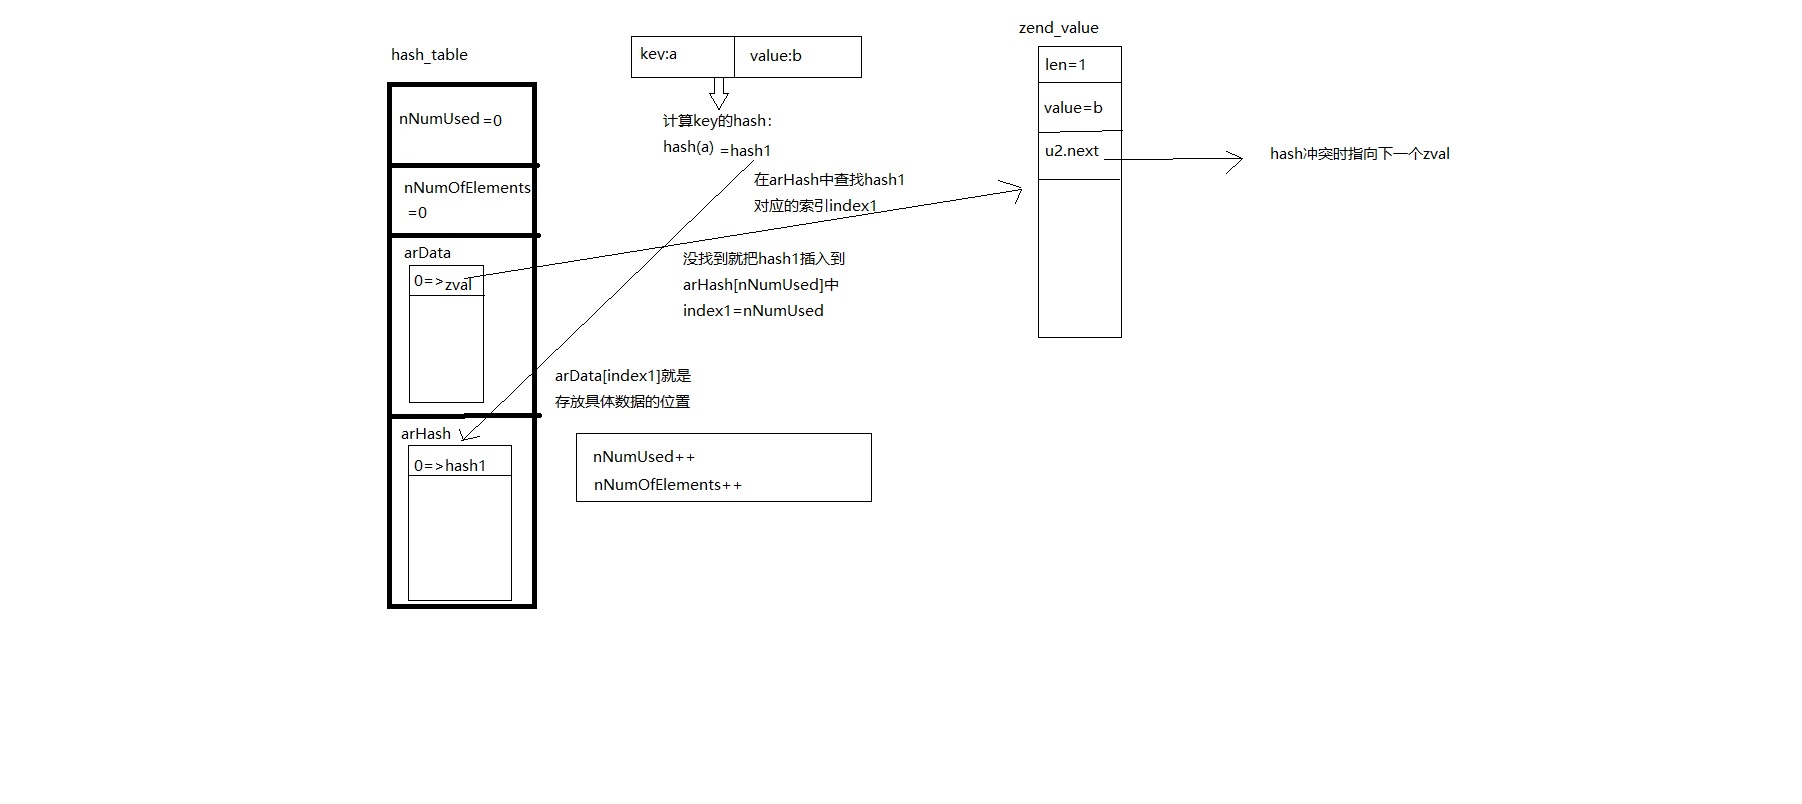 hash_table
nNumUsed =0
nNumOfElements
=0
arData
0=>zval
arHash
0=>hash1
key:a
value:b
计算key的hash：
hash(a) =hash1
在arHash中查找hash1
对应的索引index1
没找到就把hash1插入到
arHash[nNumUsed]中
index1=nNumUsed
arData[index1]就是
存放具体数据的位置
nNumUsed++
nNumOfElements++
zend_value
len=1
value=b
u2.next
hash冲突时指向下一个zval